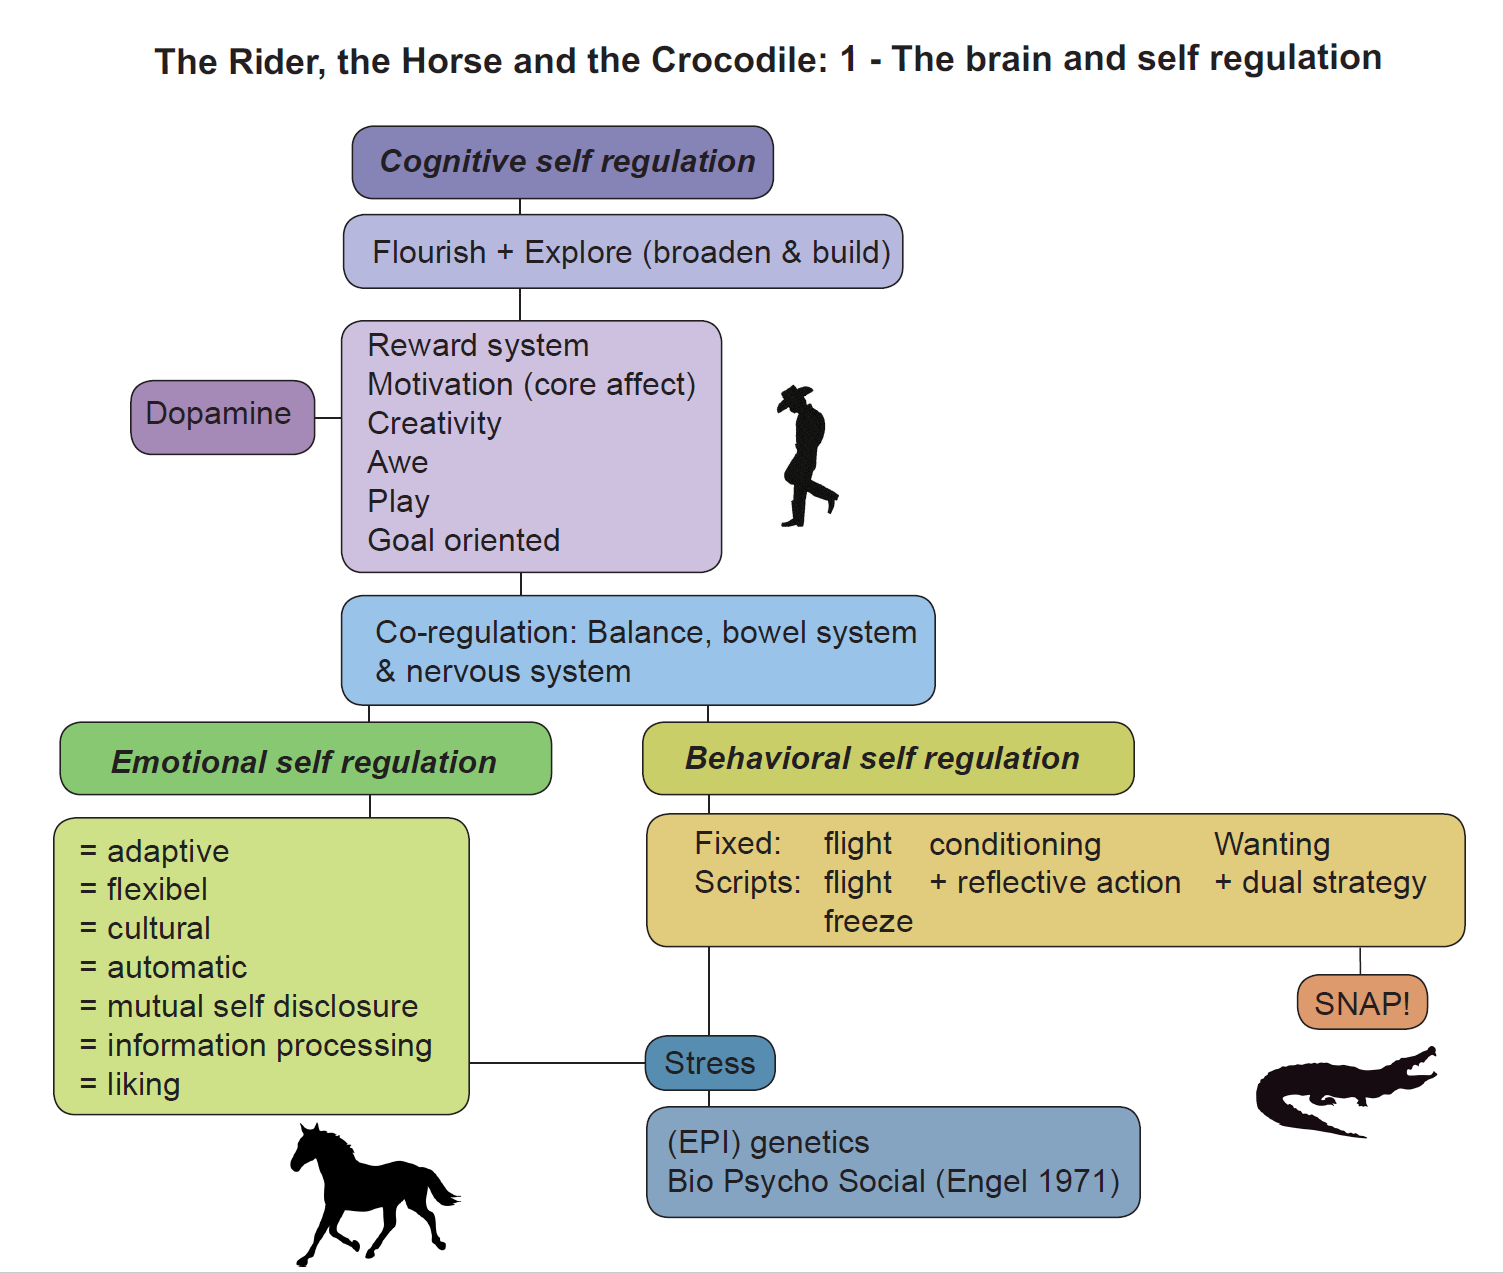 The Rider, the Horse and the Crocodile: 1 - The brain and self regulation
Cognitive self regulation
Flourish + Explore (broaden & build)
Dopamine
Reward system
Motivation (core affect)
Creativity
Awe
Play
Goal oriented
Co-regulation: Balance, bowel system
& nervous system
Emotional self regulation
= adaptive
= flexibel
= cultural
= automatic
= mutual self disclosure
= information processing
= liking
Behavioral self regulation
Fixed: flight conditioning Wanting
Scripts: flight + reflective action + dual strategy
freeze
SNAP!
Stress
(EPI) genetics
Bio Psycho Social (Engel 1971)